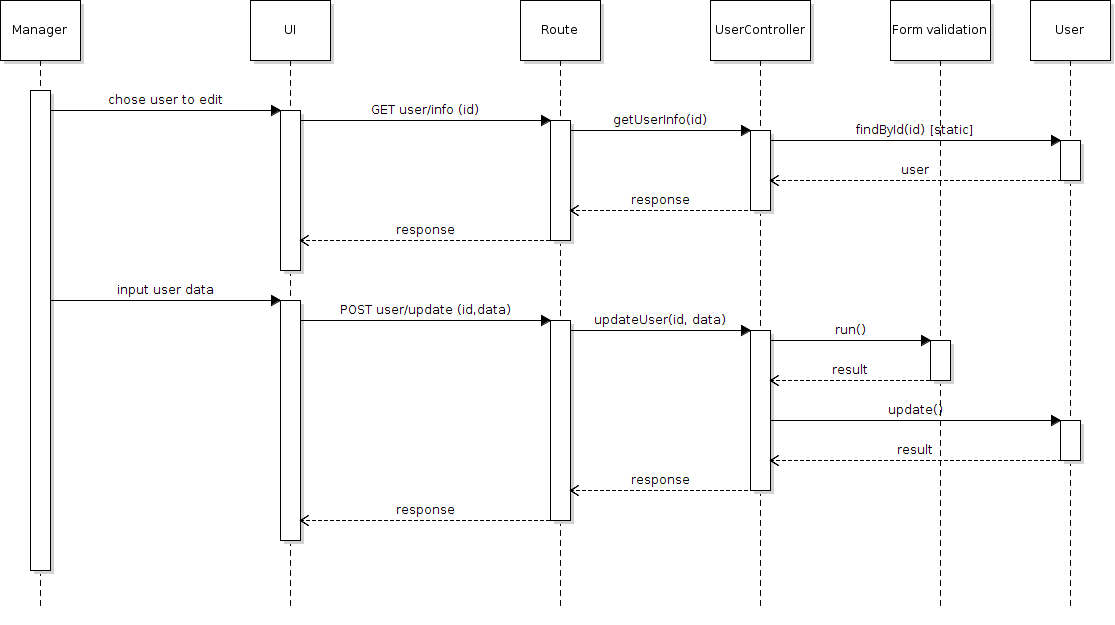 Manager
UI
Route
UserController
Form validation
User
chose user to edit
GET user/info (id)
getUserInfo(id)
findById(id) [static]
user
response
response
input user data
POST user/update (id,data)
updateUser(id, data)
run()
result
update()
result
response
response